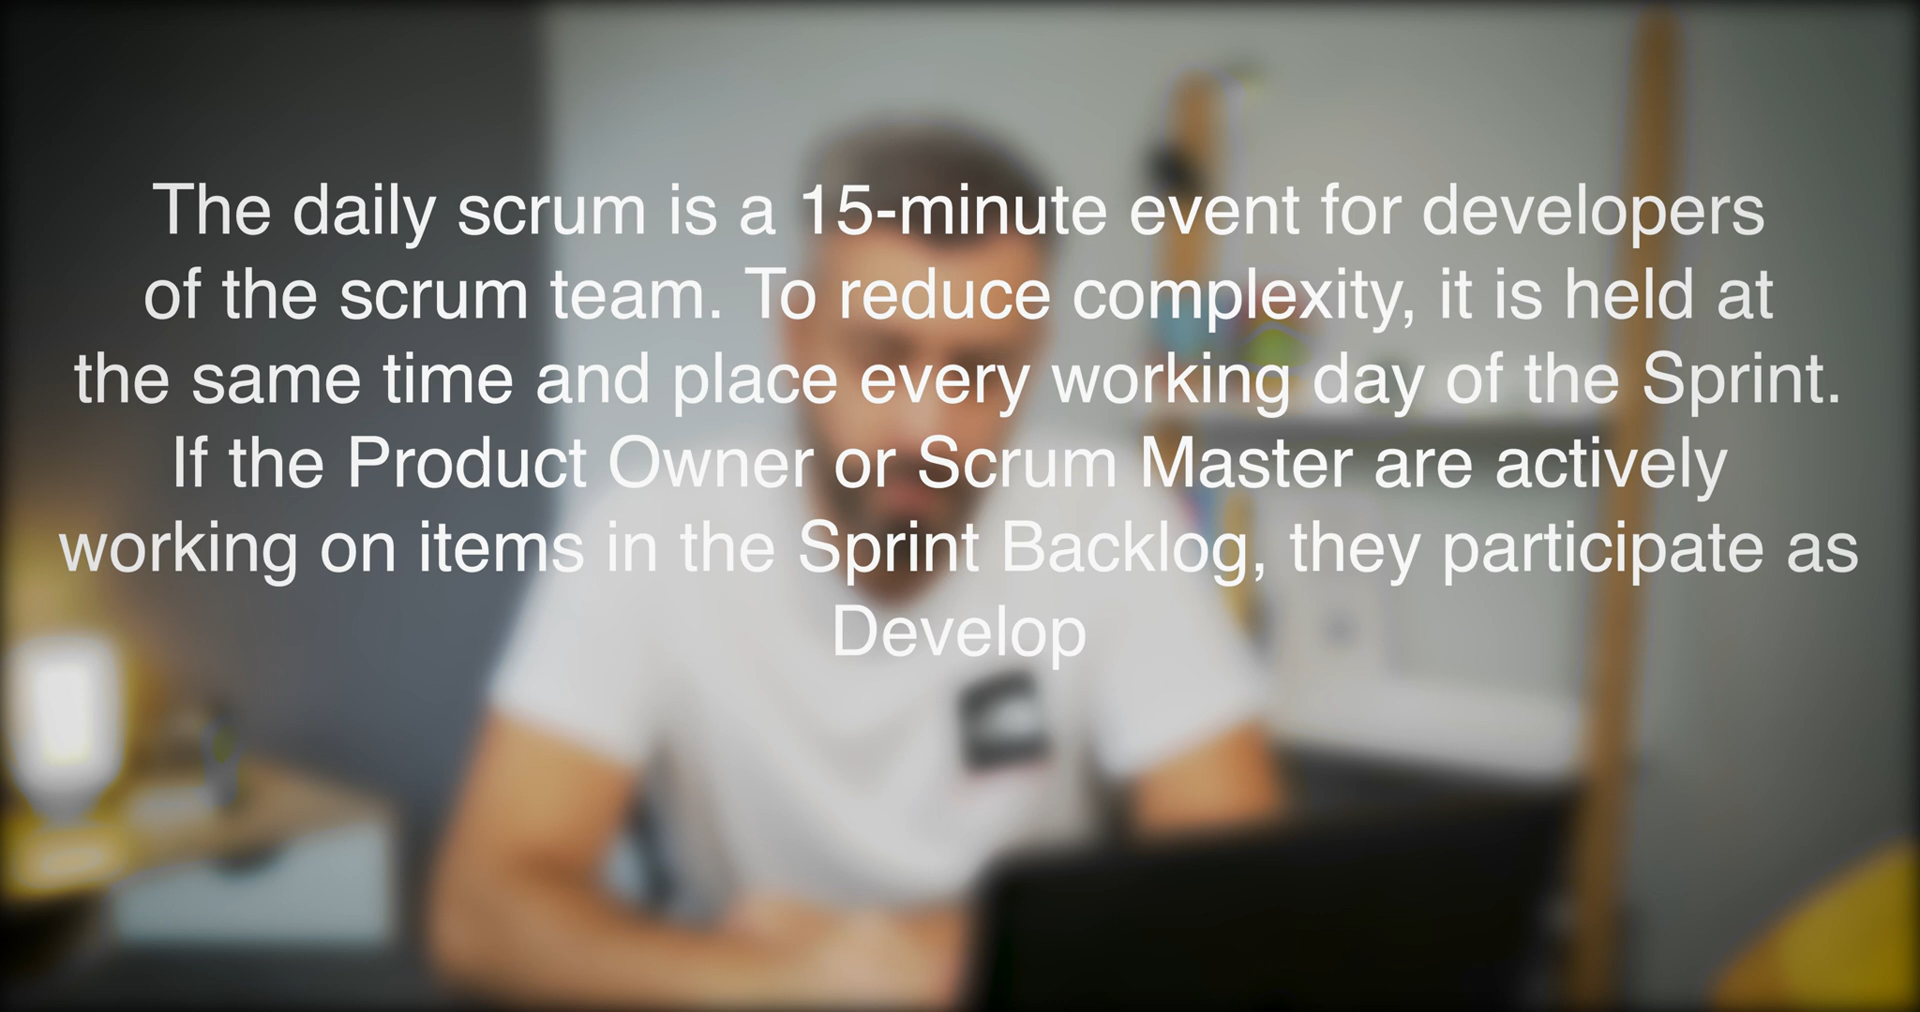 The daily scrum is a 15-minute event for developers
of the scrum team. To reduce complexity, it is held at
the same time and place every working day of the Sprint.
If the Product Owner or Scrum Master are actively
working on items in the Sprint Backlog, they participate as
Develop